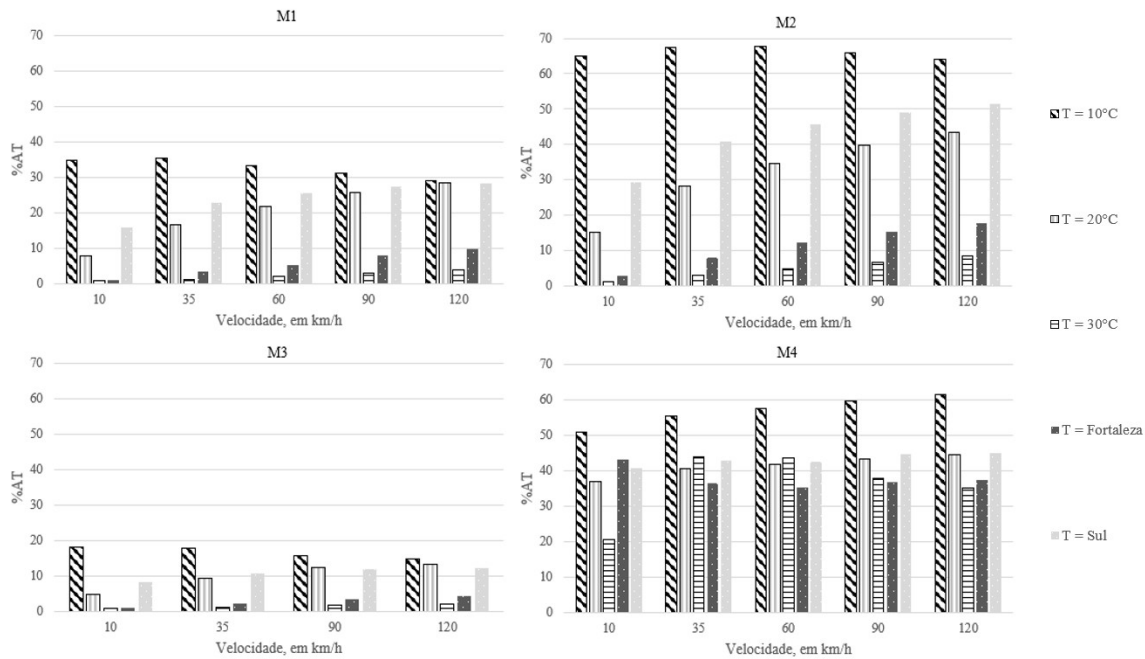 M1
70
60
50
40
30
20
10
0
%AT
10 35 60 90 120
Velocidade, em km/h
M2
70
60
50
40
30
20
10
0
%AT
10 35 60 90 120
Velocidade, em km/h
M3
70
60
50
40
30
20
10
0
%AT
10 35 90 120
Velocidade, em km/h
M4
70
60
50
40
30
20
10
0
%AT
10 35 60 90 120
Velocidade, em km/h
T = 10°C
T = 20°C
T = 30°C
T = Fortaleza
T = Sul